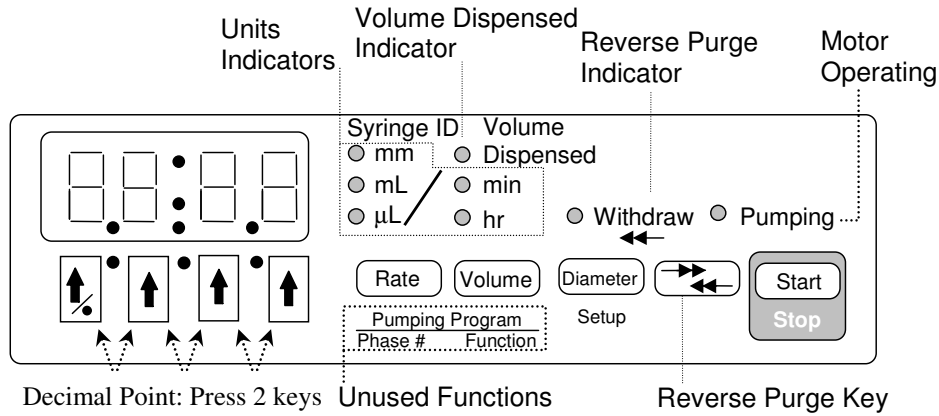 Units
Indicators
Volume Dispensed
Indicator
Reverse Purge
Indicator
Motor
Operating
Syringe ID
Volume
Dispensed
mm
mL
µL
min
hr
Withdraw
Pumping
Rate
Volume
Diameter
Start
Stop
Setup
Pumping Program
Phase # Function
Decimal Point: Press 2 keys
Unused Functions
Reverse Purge Key